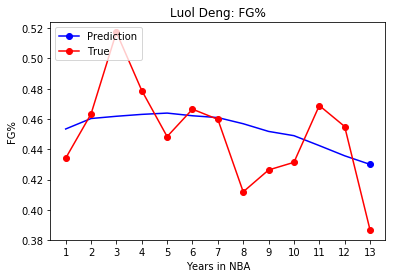 Luol Deng: FG%
Prediction
True
FG%
0.52
0.50
0.48
0.46
0.44
0.42
0.40
0.38
1 2 3 4 5 6 7 8 9 10 11 12 13
Years in NBA